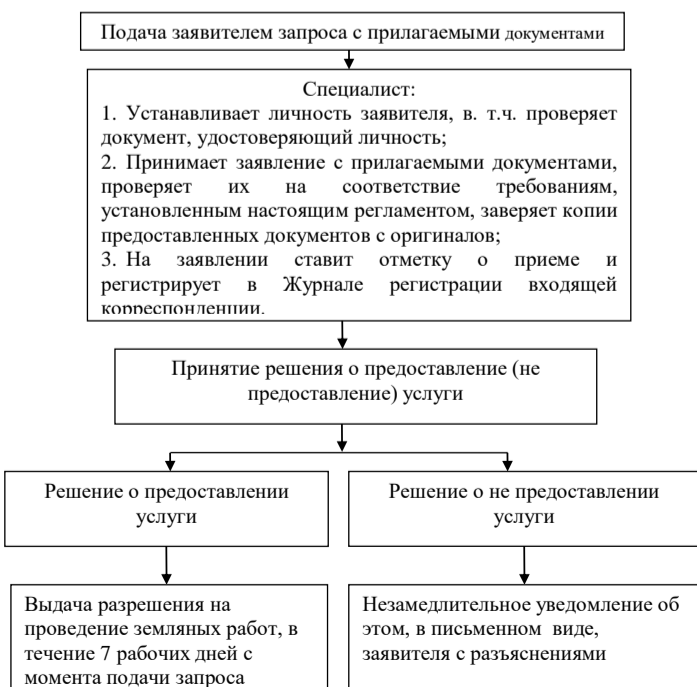 Подача заявителем запроса с прилагаемыми документами
Специалист:
1. Устанавливает личность заявителя, в. т.ч. проверяет
документ, удостоверяющий личность;
2. Принимает заявление с прилагаемыми документами,
проверяет их на соответствие требованиям,
установленным настоящим регламентом, заверяет копии
предоставленных документов с оригиналов;
3. На заявлении ставит отметку о приеме и
регистрирует в Журнале регистрации входящей
корреспонденции.
Принятие решения о предоставление (не
предоставление) услуги
Решение о предоставлении
услуги
Решение о не предоставлении
услуги
Выдача разрешения на
проведение земляных работ, в
течение 7 рабочих дней с
момента подачи запроса
Незамедлительное уведомление об
этом, в письменном виде,
заявителя с разъяснениями